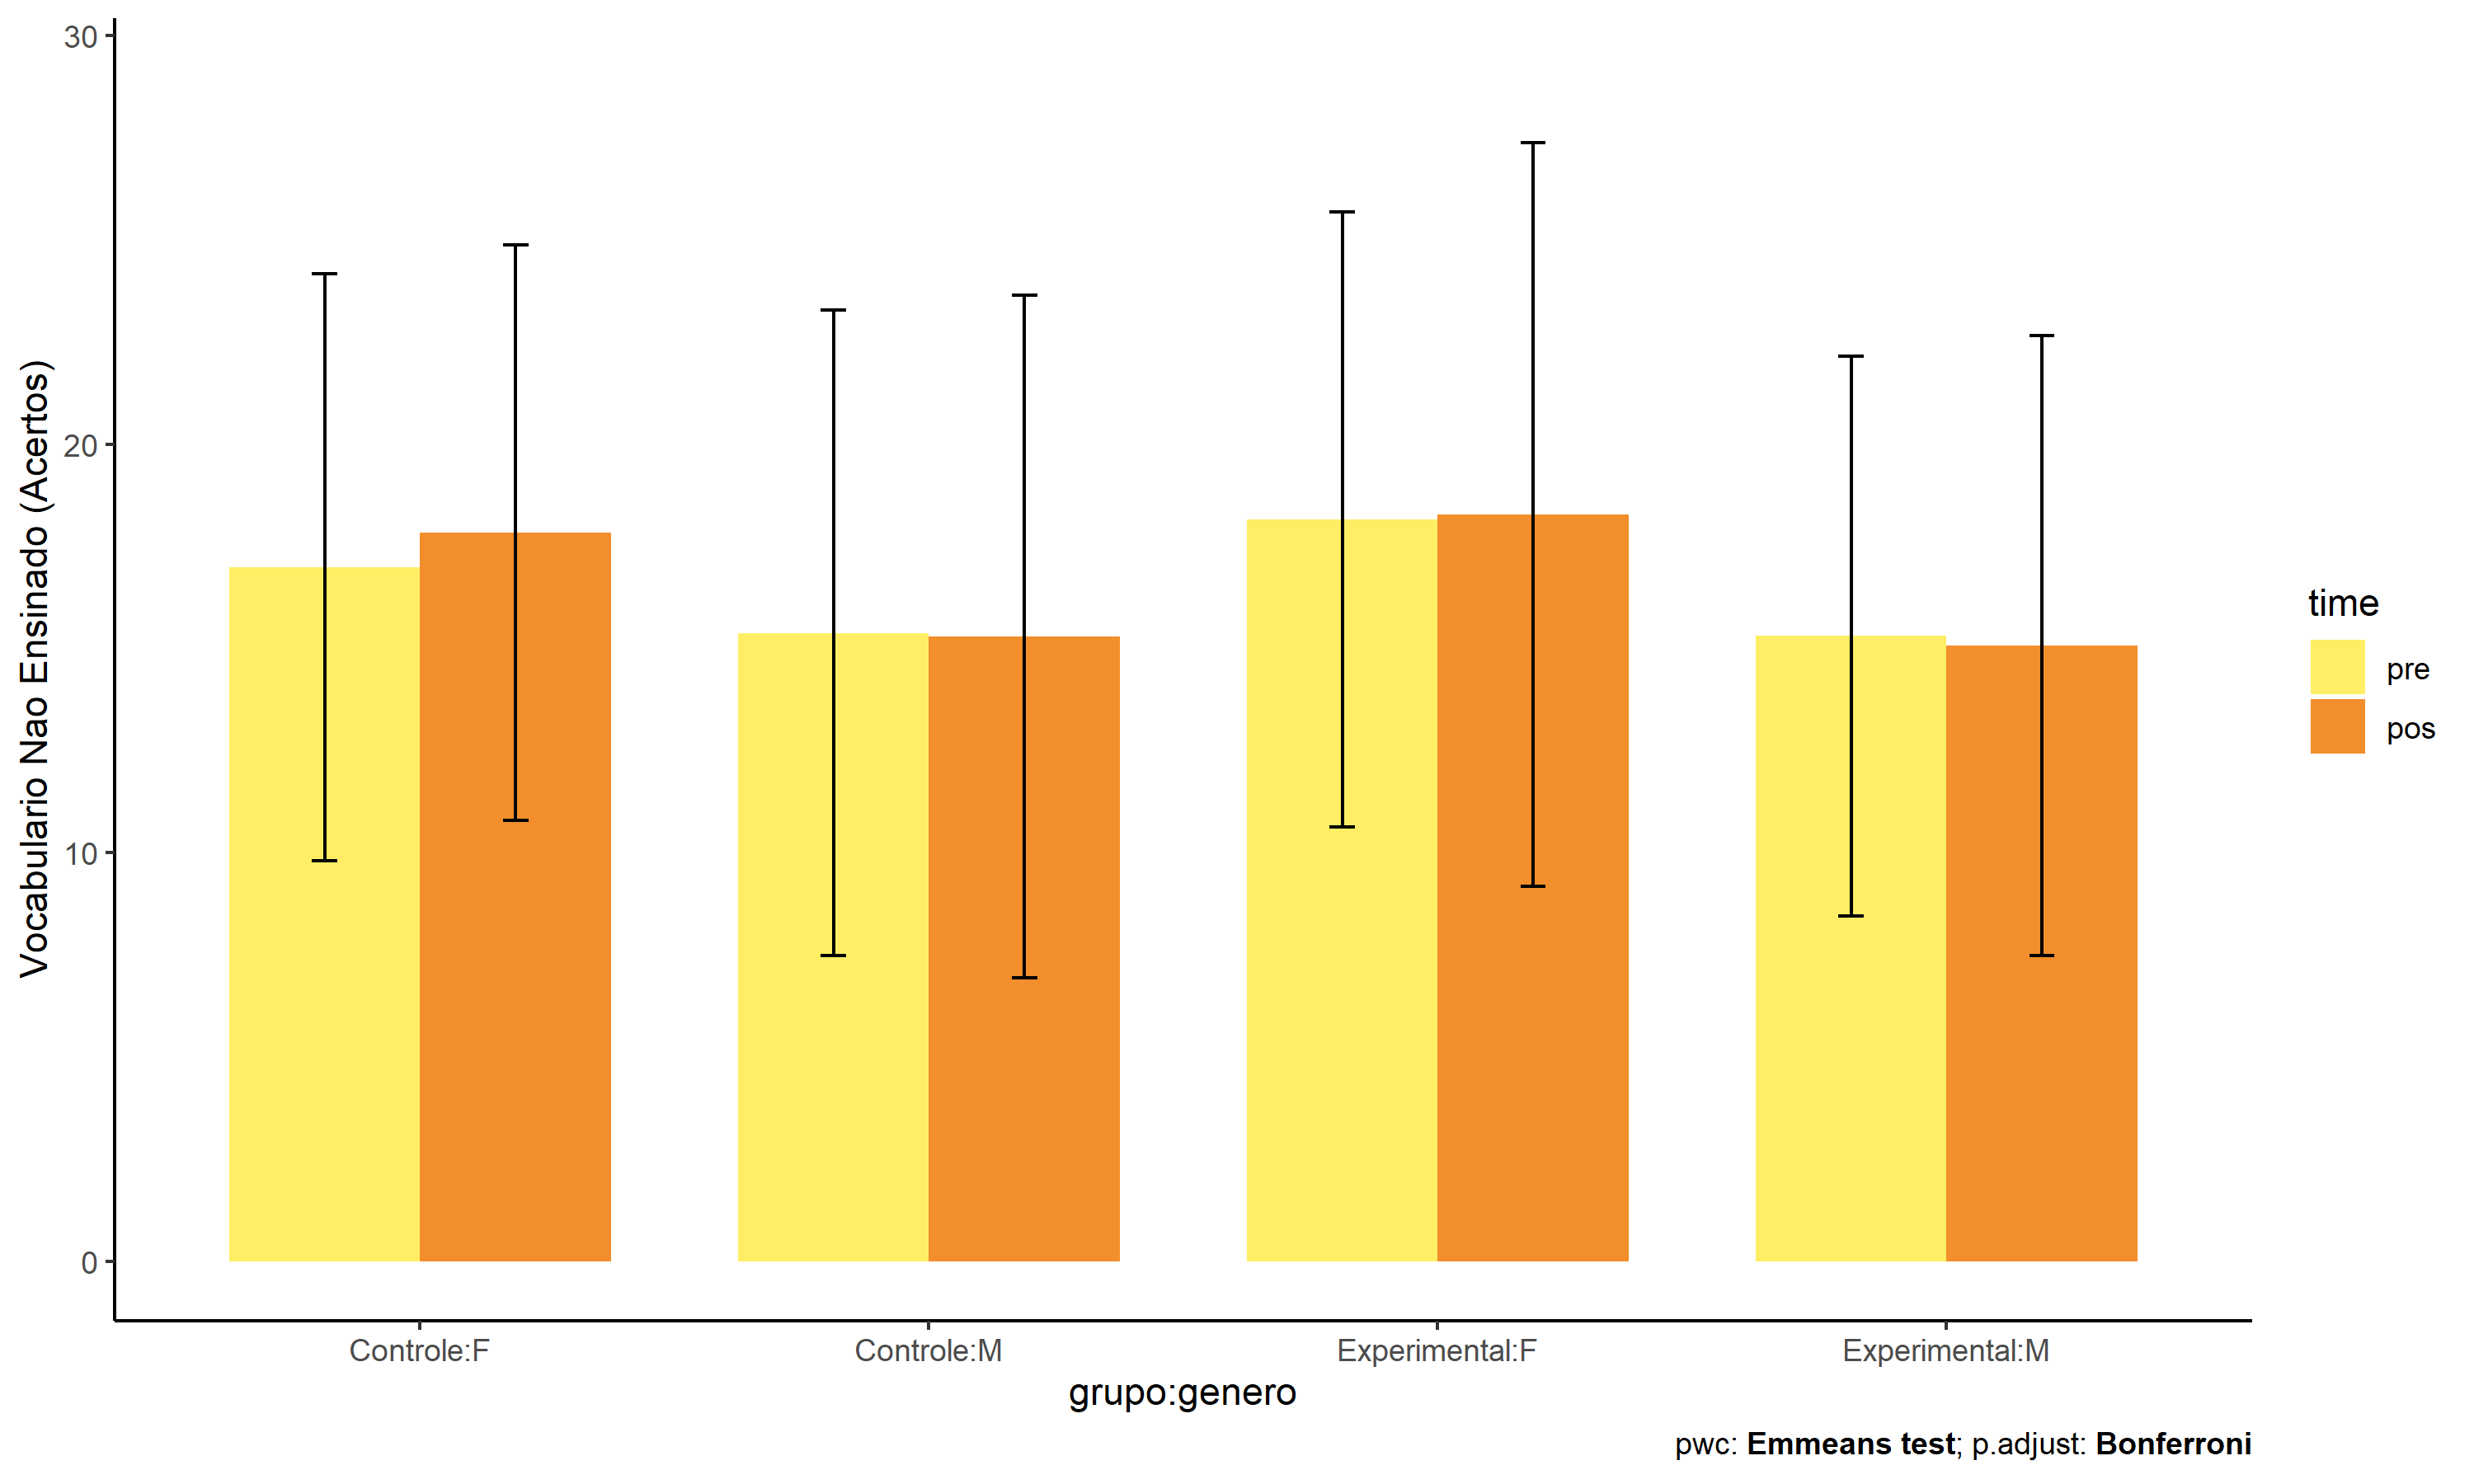 30
20
10
0
Vocabulario Nao Ensinado (Acertos)
Controle:F
Controle:M
Experimental:F
Experimental:M
grupo:genero
time
pre
pos
pwc: Emmeans test; p.adjust: Bonferroni